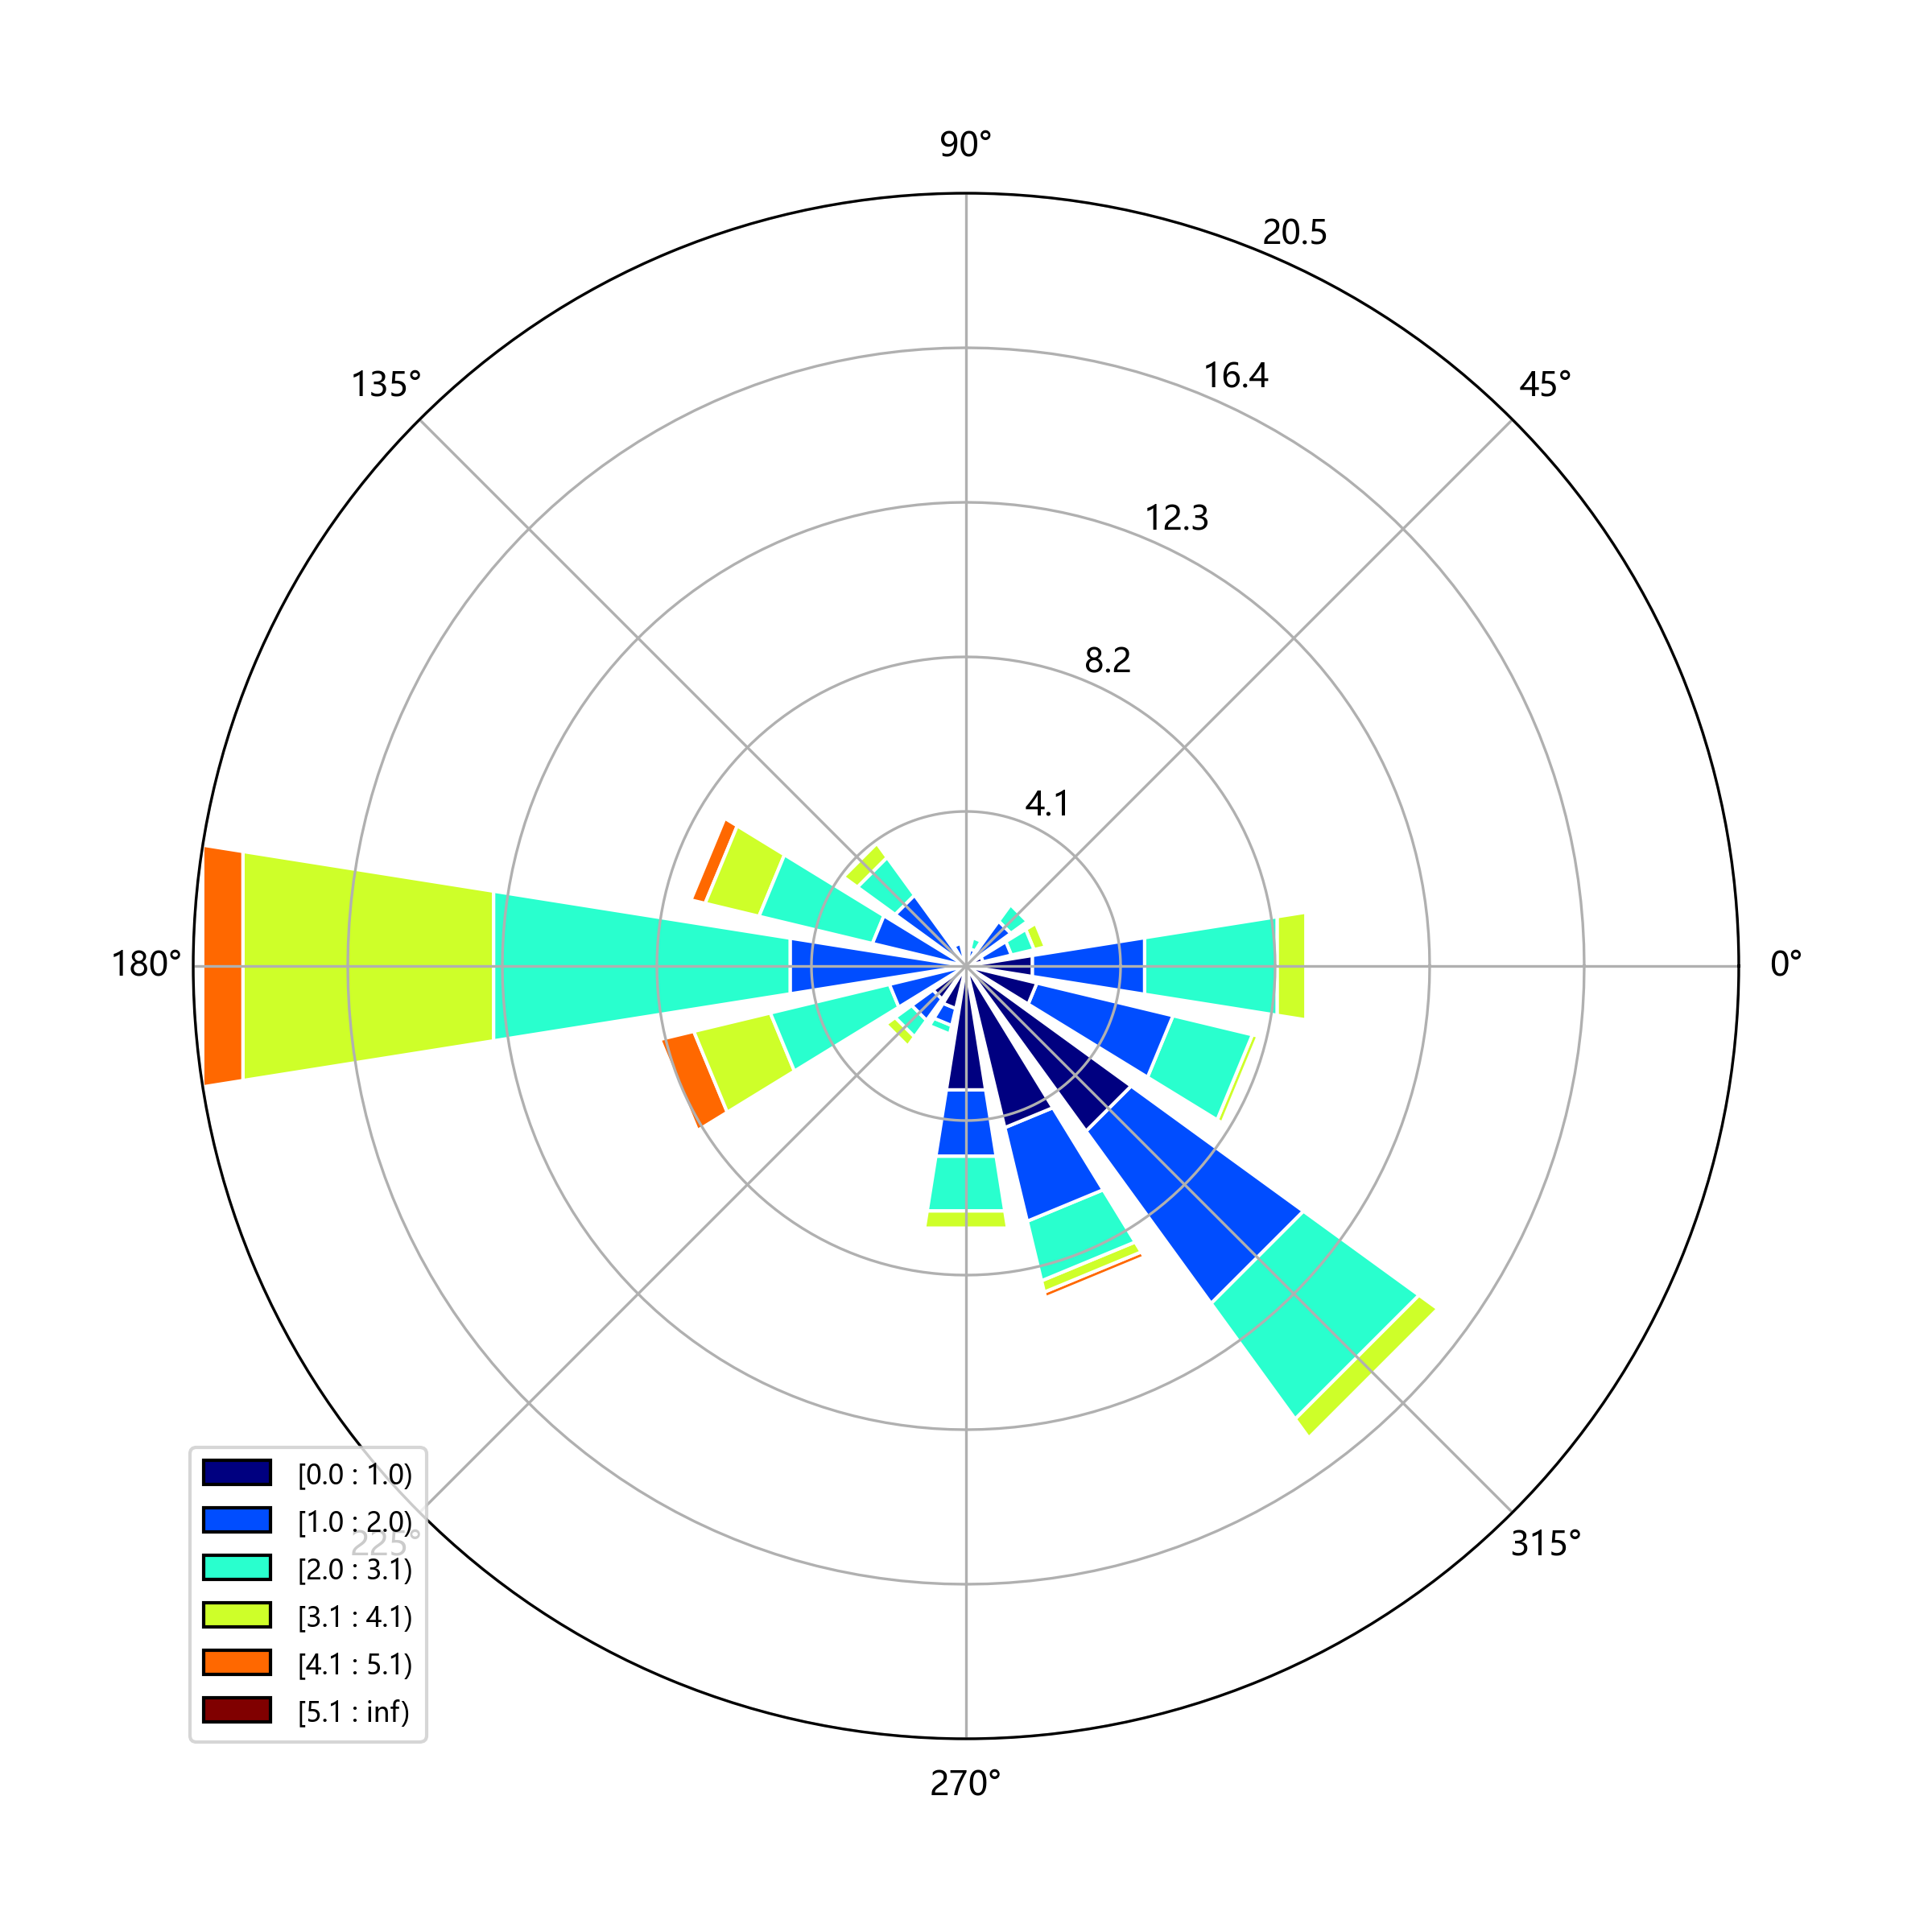 90°
20.5
16.4
135°
45°
12.3
8.2
4.1
180°
0°
[0.0 : 1.0)
[1.0 : 2.0)
225°
315°
[2.0 : 3.1)
[3.1 : 4.1)
[4.1 : 5.1)
[5.1 : inf)
270°